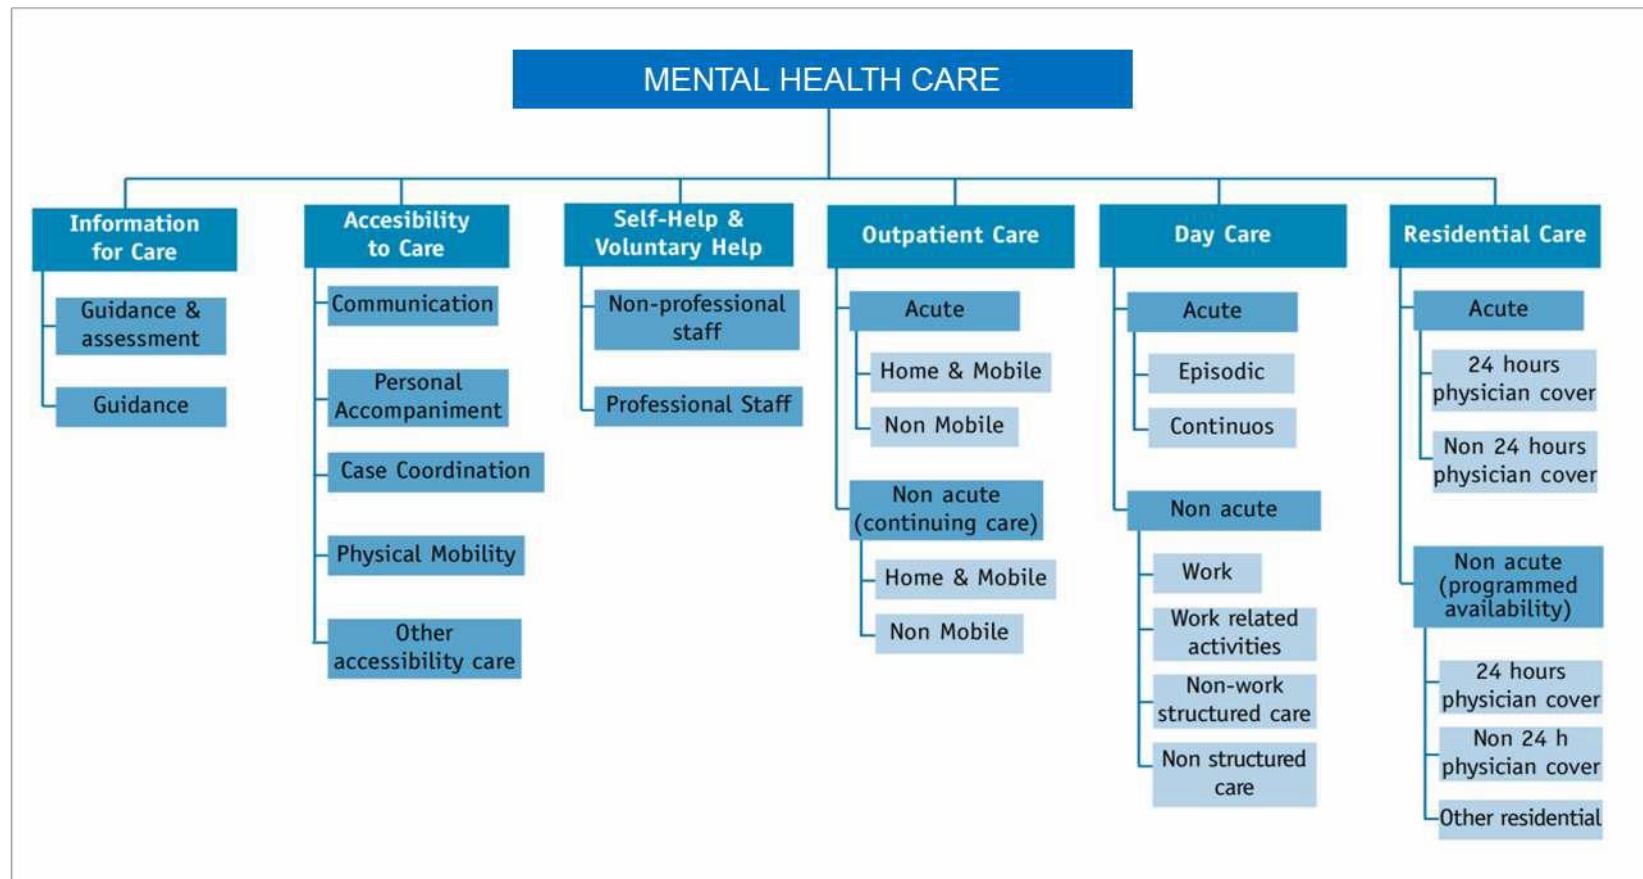 MENTAL HEALTH CARE
Information
for Care
Guidance &
assessment
Guidance
Accesibility
to Care
Communication
Personal
Accompaniment
Case Coordination
Physical Mobility
Other
accessibility care
Self-Help &
Voluntary Help
Non-professional
staff
Professional Staff
Outpatient Care
Acute
Home & Mobile
Non Mobile
Non acute
(continuing care)
Home & Mobile
Non Mobile
Day Care
Acute
Episodic
Continuos
Non acute
Work
Work related
activities
Non-work
structured care
Non structured
care
Residential Care
Acute
24 hours
physician cover
Non 24 hours
physician cover
Non acute
(programmed
availability)
24 hours
physician cover
Non 24 h
physician cover
Other residential